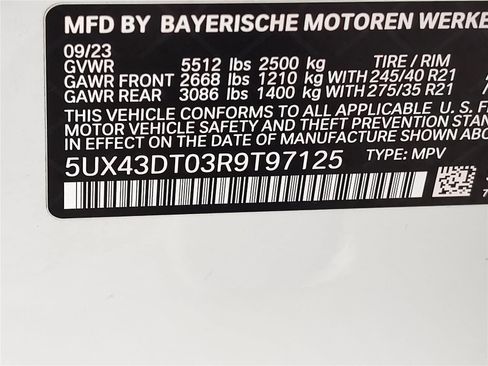 MFD BY BAYERISCHE MOTOREN WERKE
09/23
GVWR 5512 lbs 2500 kg TIRE / RIM
GAWR FRONT 2668 lbs 1210 kg WITH 245/40 R21
GAWR REAR 3086 lbs 1400 kg WITH 275/35 R21
THIS VEHICLE CONFORMS TO ALL APPLICABLE U.S. F
MOTOR VEHICLE SAFETY AND THEFT PREVENTION STAN
IN EFFECT ON THE DATE OF MANUFACTURE SHOWN ABO
5UX43DT03R9T97125 TYPE: MPV